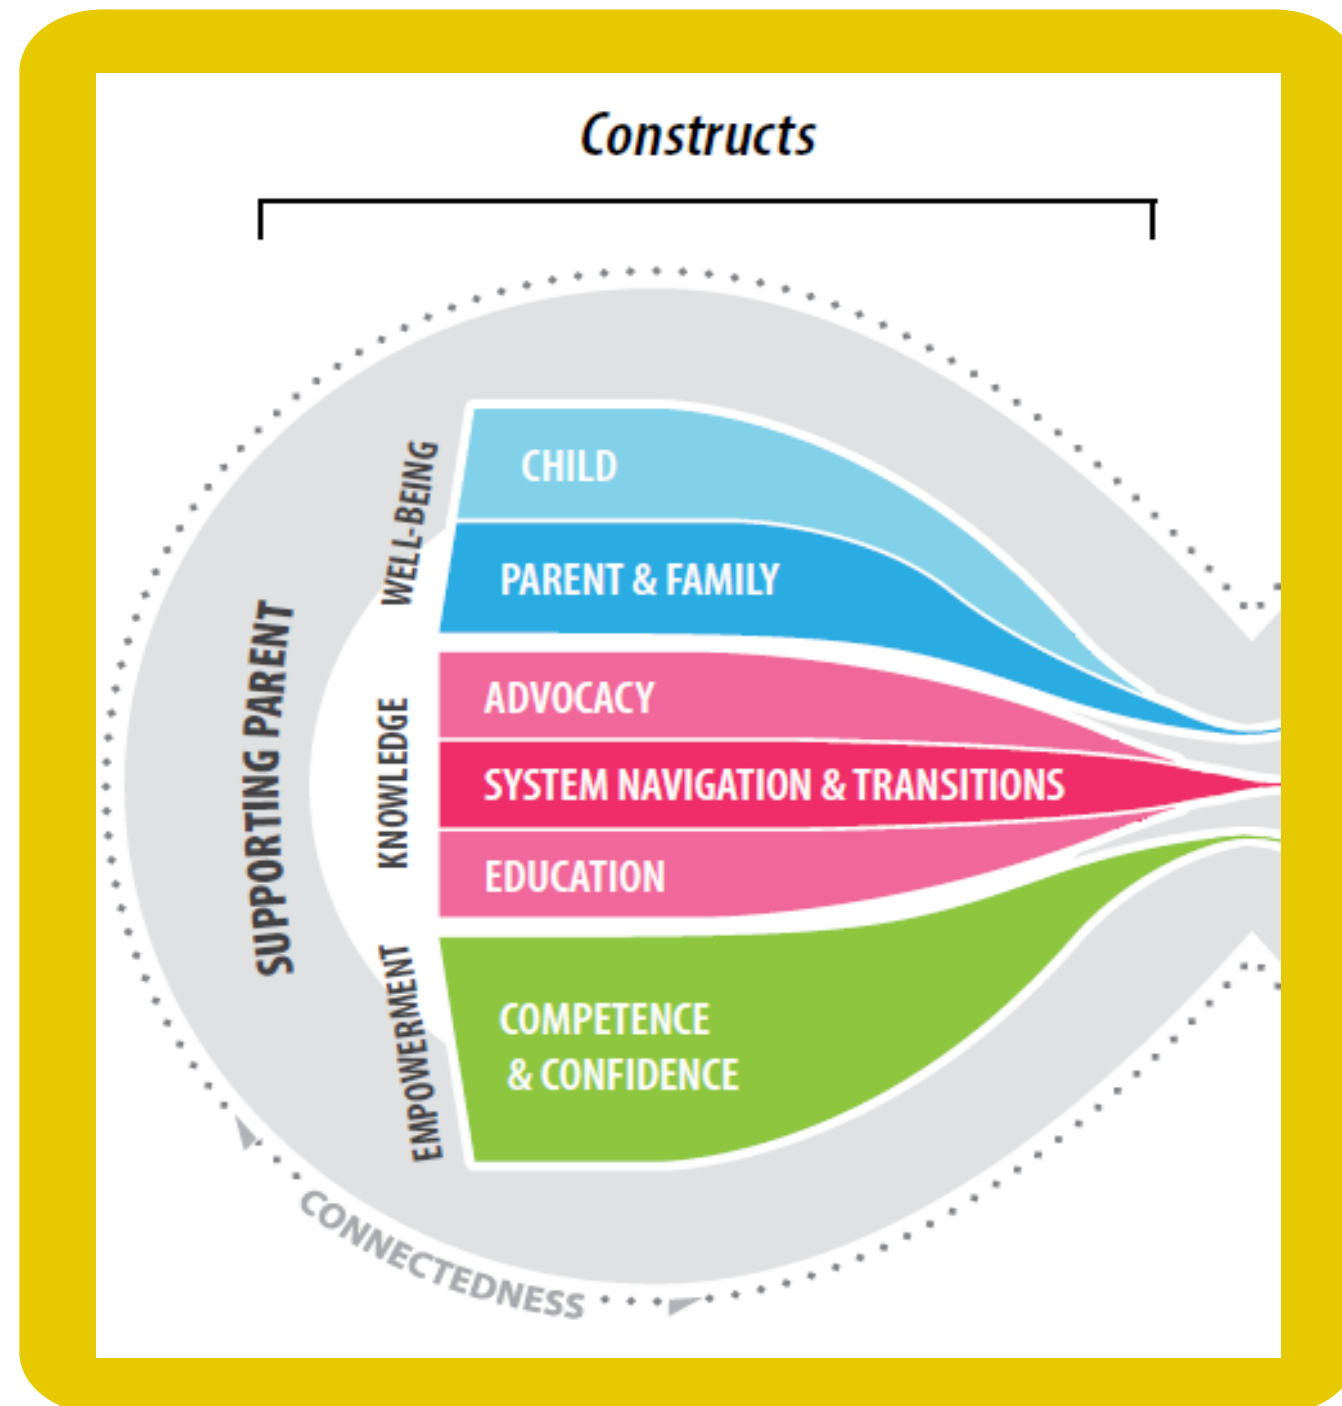 Constructs
SUPPORTING PARENT
WELL-BEING
CHILD
PARENT & FAMILY
KNOWLEDGE
ADVOCACY
SYSTEM NAVIGATION & TRANSITIONS
EDUCATION
EMPOWERMENT
COMPETENCE
& CONFIDENCE
CONNECTEDNESS